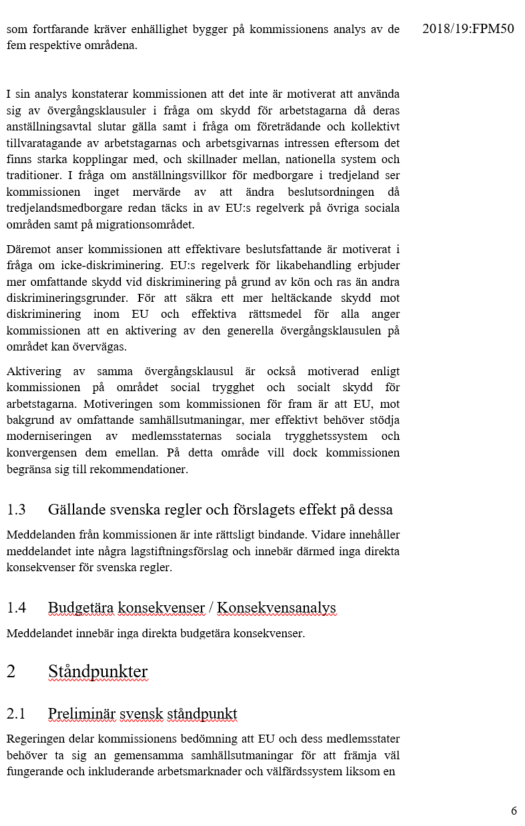 som fortfarande kräver enhällighet bygger på kommissionens analys av de
2018/19:FPM50
fem respektive områdena.
I sin analys konstaterar kommissionen att det inte är motiverat att använda
sig av övergångsklausuler i fråga om skydd för arbetstagarna då deras
anställningsavtal slutar gälla samt i fråga om företrädande och kollektivt
tillvaratagande av arbetstagarnas och arbetsgivarnas intressen eftersom det
finns starka kopplingar med, och skillnader mellan, nationella system och
traditioner. I fråga om anställningsvillkor för medborgare i tredjeland ser
kommissionen inget mervärde av att ändra beslutsordningen då
tredjelandsmedborgare redan täcks in av EU:s regelverk på övriga sociala
områden samt på migrationsområdet.
Däremot anser kommissionen att effektivare beslutsfattande är motiverat i
fråga om icke-diskriminering. EU:s regelverk för likabehandling erbjuder
mer omfattande skydd vid diskriminering på grund av kön och ras än andra
diskrimineringsgrunder. För att säkra ett mer heltäckande skydd mot
diskriminering inom EU och effektiva rättsmedel för alla anger
kommissionen att en aktivering av den generella övergångsklausulen på
området kan övervägas.
Aktivering av samma övergångsklausul är också motiverad enligt
kommissionen på området social trygghet och socialt skydd för
arbetstagarna. Motiveringen som kommissionen för fram är att EU, mot
bakgrund av omfattande samhällsutmaningar, mer effektivt behöver stödja
moderniseringen av medlemsstaternas sociala trygghetssystem och
konvergensen dem emellan. På detta område vill dock kommissionen
begränsa sig till rekommendationer.
1.3 Gällande svenska regler och förslagets effekt på dessa
Meddelanden från kommissionen är inte rättsligt bindande. Vidare innehåller
meddelandet inte några lagstiftningsförslag och innebär därmed inga direkta
konsekvenser för svenska regler.
1.4 Budgetära konsekvenser / Konsekvensanalys
Meddelandet innebär inga direkta budgetära konsekvenser.
2 Ståndpunkter
2.1 Preliminär svensk ståndpunkt
Regeringen delar kommissionens bedömning att EU och dess medlemsstater
behöver ta sig an gemensamma samhällsutmaningar för att främja väl
fungerande och inkluderande arbetsmarknader och välfärdssystem liksom en
6